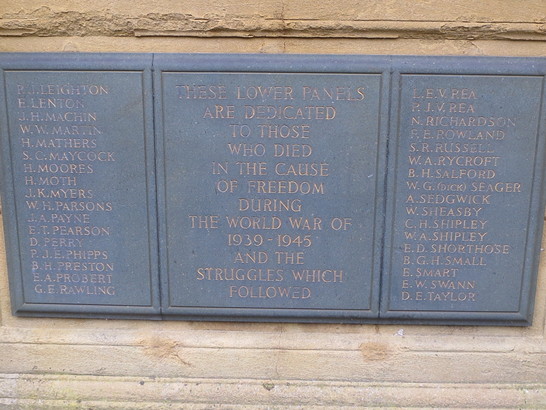 P. J. LEIGHTON
E. LENTON
J. H. MACHIN
W. W. MARTIN
H. MATHERS
S. C. MAYCOCK
H. MOORES
H. MOTH
J. K. MYERS
W. H. PARSONS
J. A. PAYNE
E. T. PEARSON
D. PERRY
P. J. E. PHIPPS
B. H. PRESTON
E. A. PROBERT
G. E. RAWLING
THESE LOWER PANELS
ARE DEDICATED
TO THOSE
WHO DIED
IN THE CAUSE
OF FREEDOM
DURING
THE WORLD WAR OF
1939 - 1945
AND THE
STRUGGLES WHICH
FOLLOWED
L. E. V. REA
P. J. V. REA
N. RICHARDSON
F. E. ROWLAND
S. R. RUSSELL
W. A. RYCROFT
B. H. SALFORD
W. G. (DICK) SEAGER
A. SEDGWICK
W. SHEASBY
C. H. SHIPLEY
W. A. SHIPLEY
E. D. SHORTHOSE
B. G. H. SMALL
E. SMART
E. W. SWANN
D. E. TAYLOR